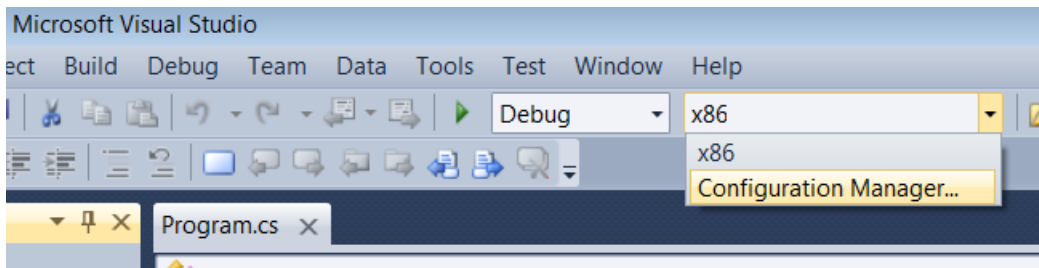 Microsoft Visual Studio
ect Build Debug Team Data Tools Test Window Help
Debug x86
x86
Configuration Manager...
Program.cs